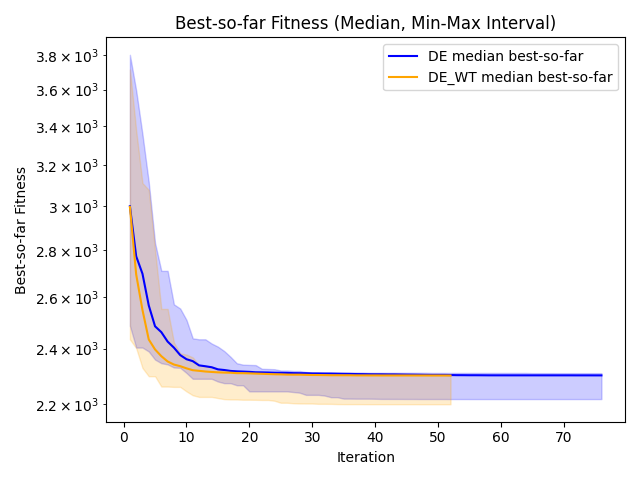 Best-so-far Fitness (Median, Min-Max Interval)
DE median best-so-far
DE_WT median best-so-far
Best-so-far Fitness
3.8 × 10³
3.6 × 10³
3.4 × 10³
3.2 × 10³
3 × 10³
2.8 × 10³
2.6 × 10³
2.4 × 10³
2.2 × 10³
0 10 20 30 40 50 60 70
Iteration